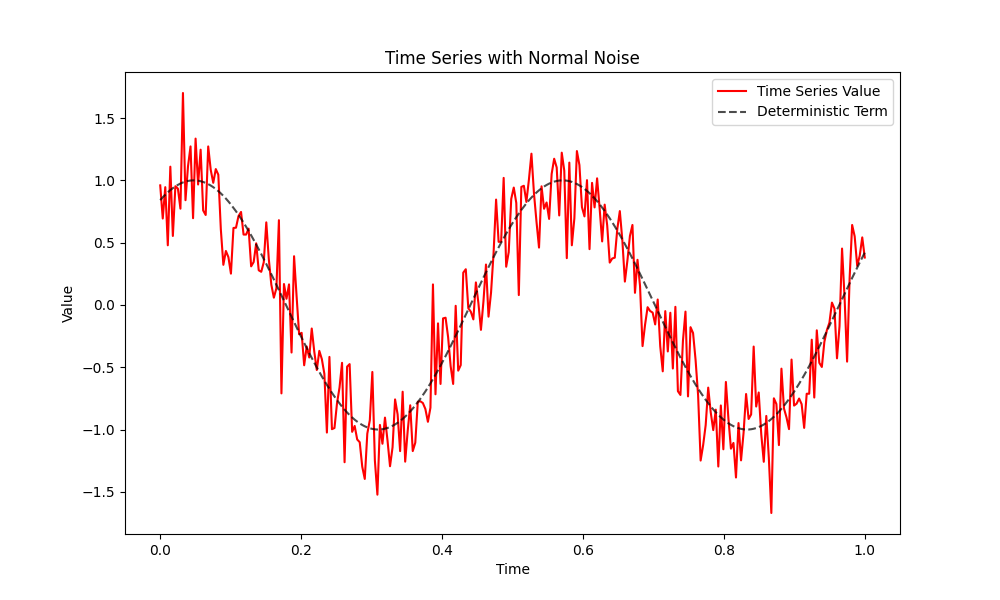 Time Series with Normal Noise
Time Series Value
Deterministic Term
1.5
1.0
0.5
0.0
−0.5
−1.0
−1.5
Value
0.0 0.2 0.4 0.6 0.8 1.0
Time